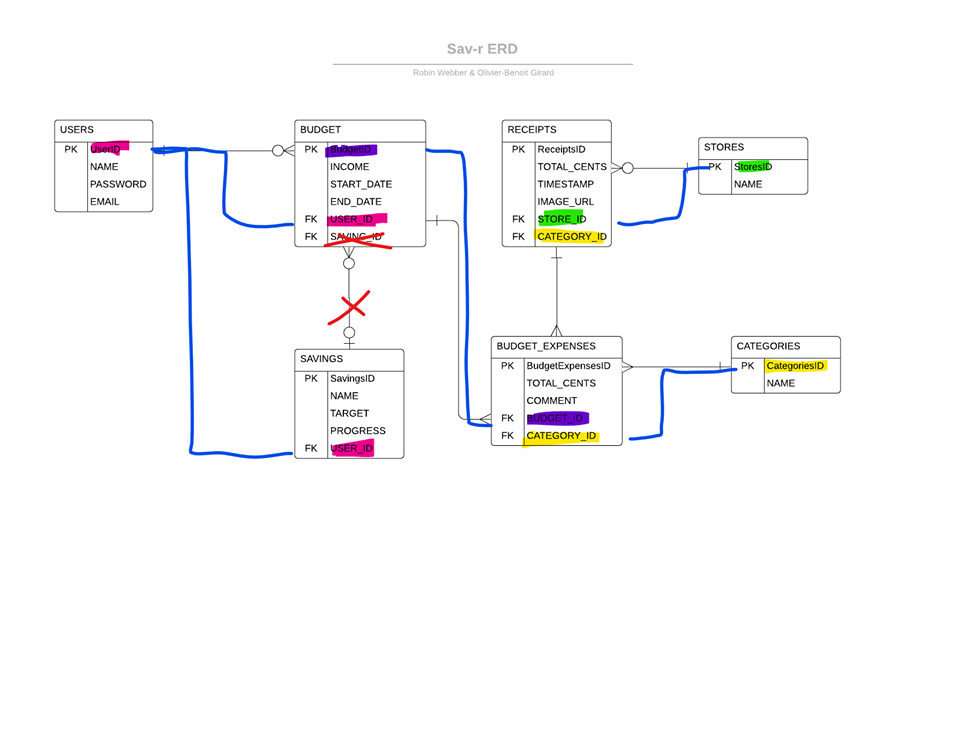 Sav-r ERD
Robin Webber & Olivier-Benoit Girard
USERS
PK UserID
NAME
PASSWORD
EMAIL
BUDGET
PK BudgetID
INCOME
START_DATE
END_DATE
FK USER_ID
FK SAVING_ID
RECEIPTS
PK ReceiptsID
TOTAL_CENTS
TIMESTAMP
IMAGE_URL
FK STORE_ID
FK CATEGORY_ID
STORES
PK StoresID
NAME
SAVINGS
PK SavingsID
NAME
TARGET
PROGRESS
FK USER_ID
BUDGET_EXPENSES
PK BudgetExpensesID
TOTAL_CENTS
COMMENT
FK BUDGET_ID
FK CATEGORY_ID
CATEGORIES
PK CategoriesID
NAME